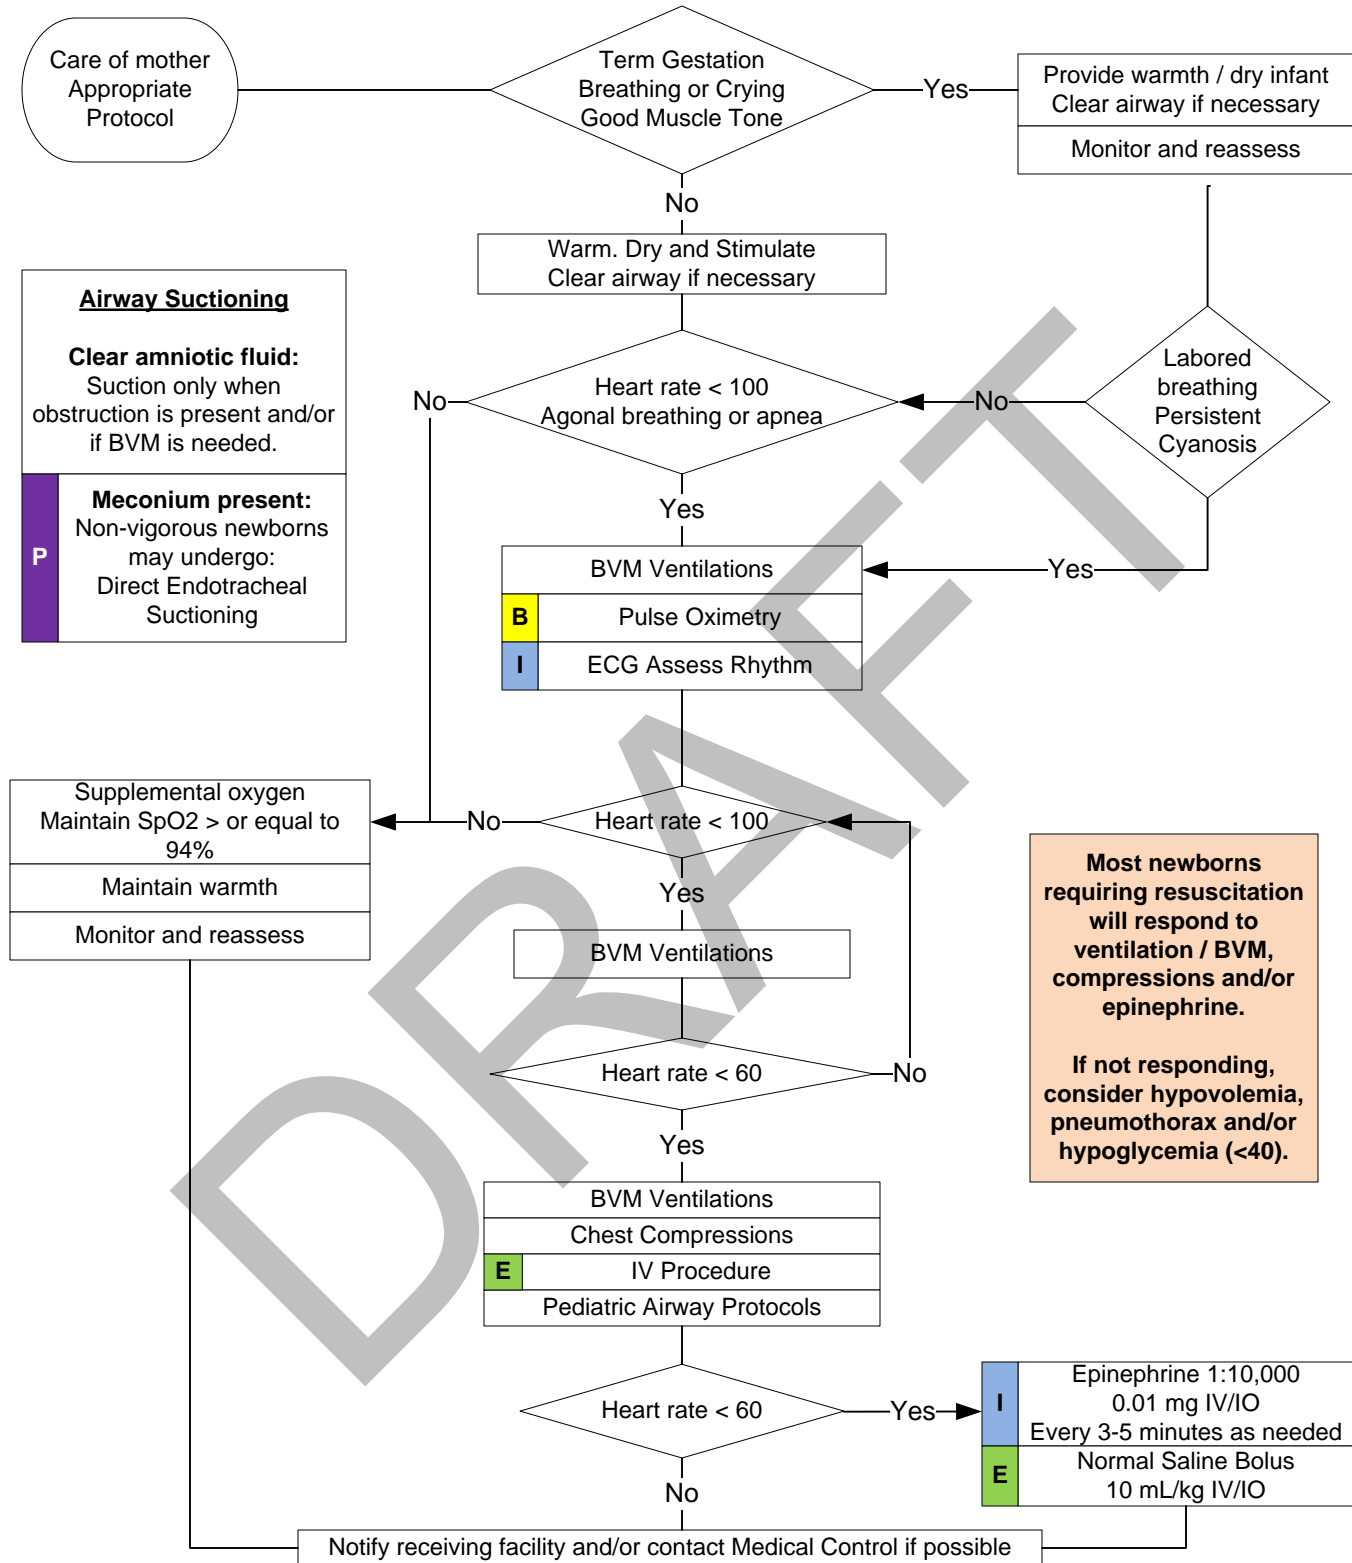 Care of mother
Appropriate
Protocol
Term Gestation
Breathing or Crying
Good Muscle Tone
Yes
Provide warmth / dry infant
Clear airway if necessary
Monitor and reassess
No
Warm. Dry and Stimulate
Clear airway if necessary
Airway Suctioning
Clear amniotic fluid:
Suction only when
obstruction is present and/or
if BVM is needed.
P
Meconium present:
Non-vigorous newborns
may undergo:
Direct Endotracheal
Suctioning
No
Heart rate < 100
Agonal breathing or apnea
No
Labored
breathing
Persistent
Cyanosis
Yes
Yes
BVM Ventilations
B
Pulse Oximetry
I
ECG Assess Rhythm
Supplemental oxygen
Maintain SpO2 > or equal to
94%
Maintain warmth
Monitor and reassess
No
Heart rate < 100
Yes
BVM Ventilations
Heart rate < 60
No
Yes
Most newborns
requiring resuscitation
will respond to
ventilation / BVM,
compressions and/or
epinephrine.
If not responding,
consider hypovolemia,
pneumothorax and/or
hypoglycemia (<40).
BVM Ventilations
Chest Compressions
E
IV Procedure
Pediatric Airway Protocols
Heart rate < 60
Yes
I
Epinephrine 1:10,000
0.01 mg IV/IO
Every 3-5 minutes as needed
E
Normal Saline Bolus
10 mL/kg IV/IO
No
Notify receiving facility and/or contact Medical Control if possible
DRAFT